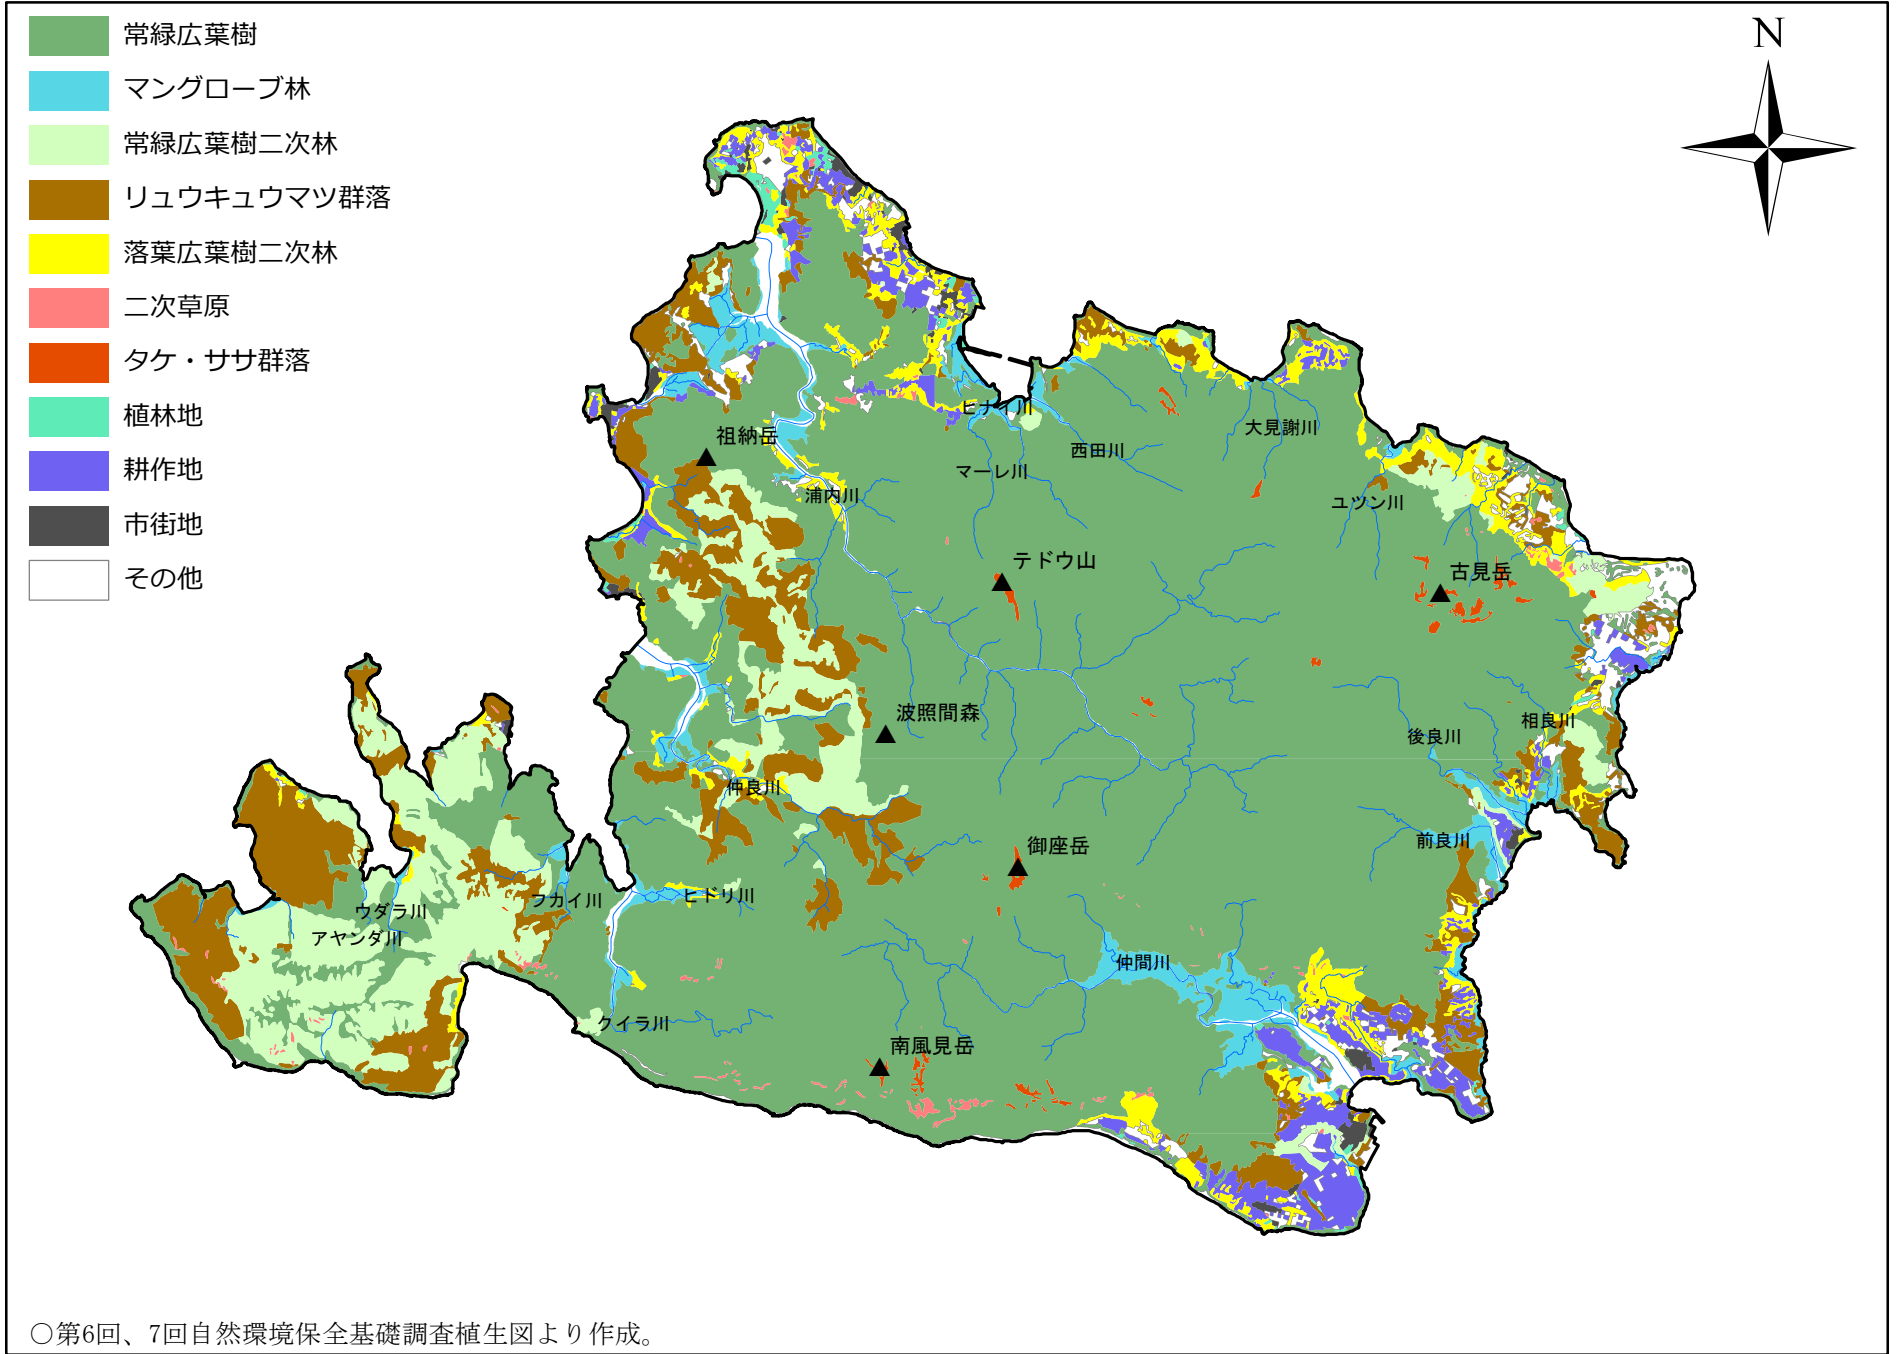 常緑広葉樹
マングローブ林
常緑広葉樹二次林
リュウキュウマツ群落
落葉広葉樹二次林
二次草原
タケ・ササ群落
植林地
耕作地
市街地
その他
N
ヒナイ川
大見謝川
祖納岳
西田川
マーレ川
浦内川
ユツン川
テドウ山
古見岳
波照間森
相良川
後良川
仲良川
前良川
御座岳
ヒドリ川
フカイ川
ウダラ川
アヤンダ川
仲間川
クイラ川
南風見岳
○第6回、7回自然環境保全基礎調査植生図より作成。